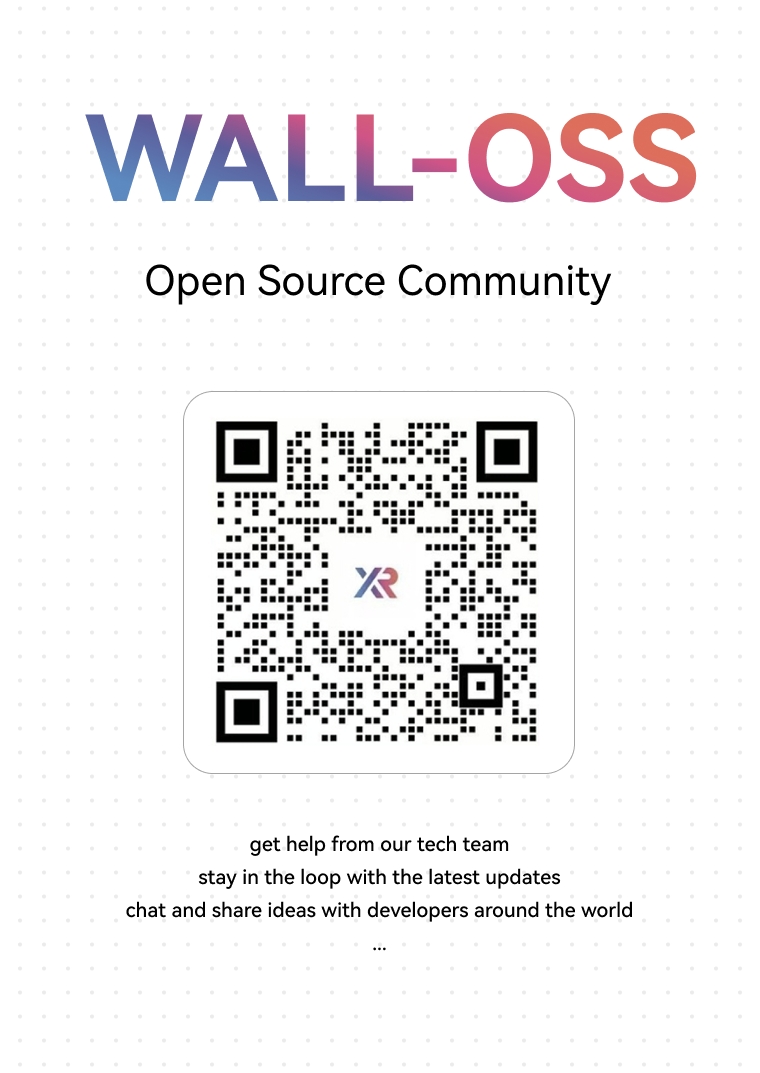 WALL-OSS
Open Source Community
XR
get help from our tech team
stay in the loop with the latest updates
chat and share ideas with developers around the world
...